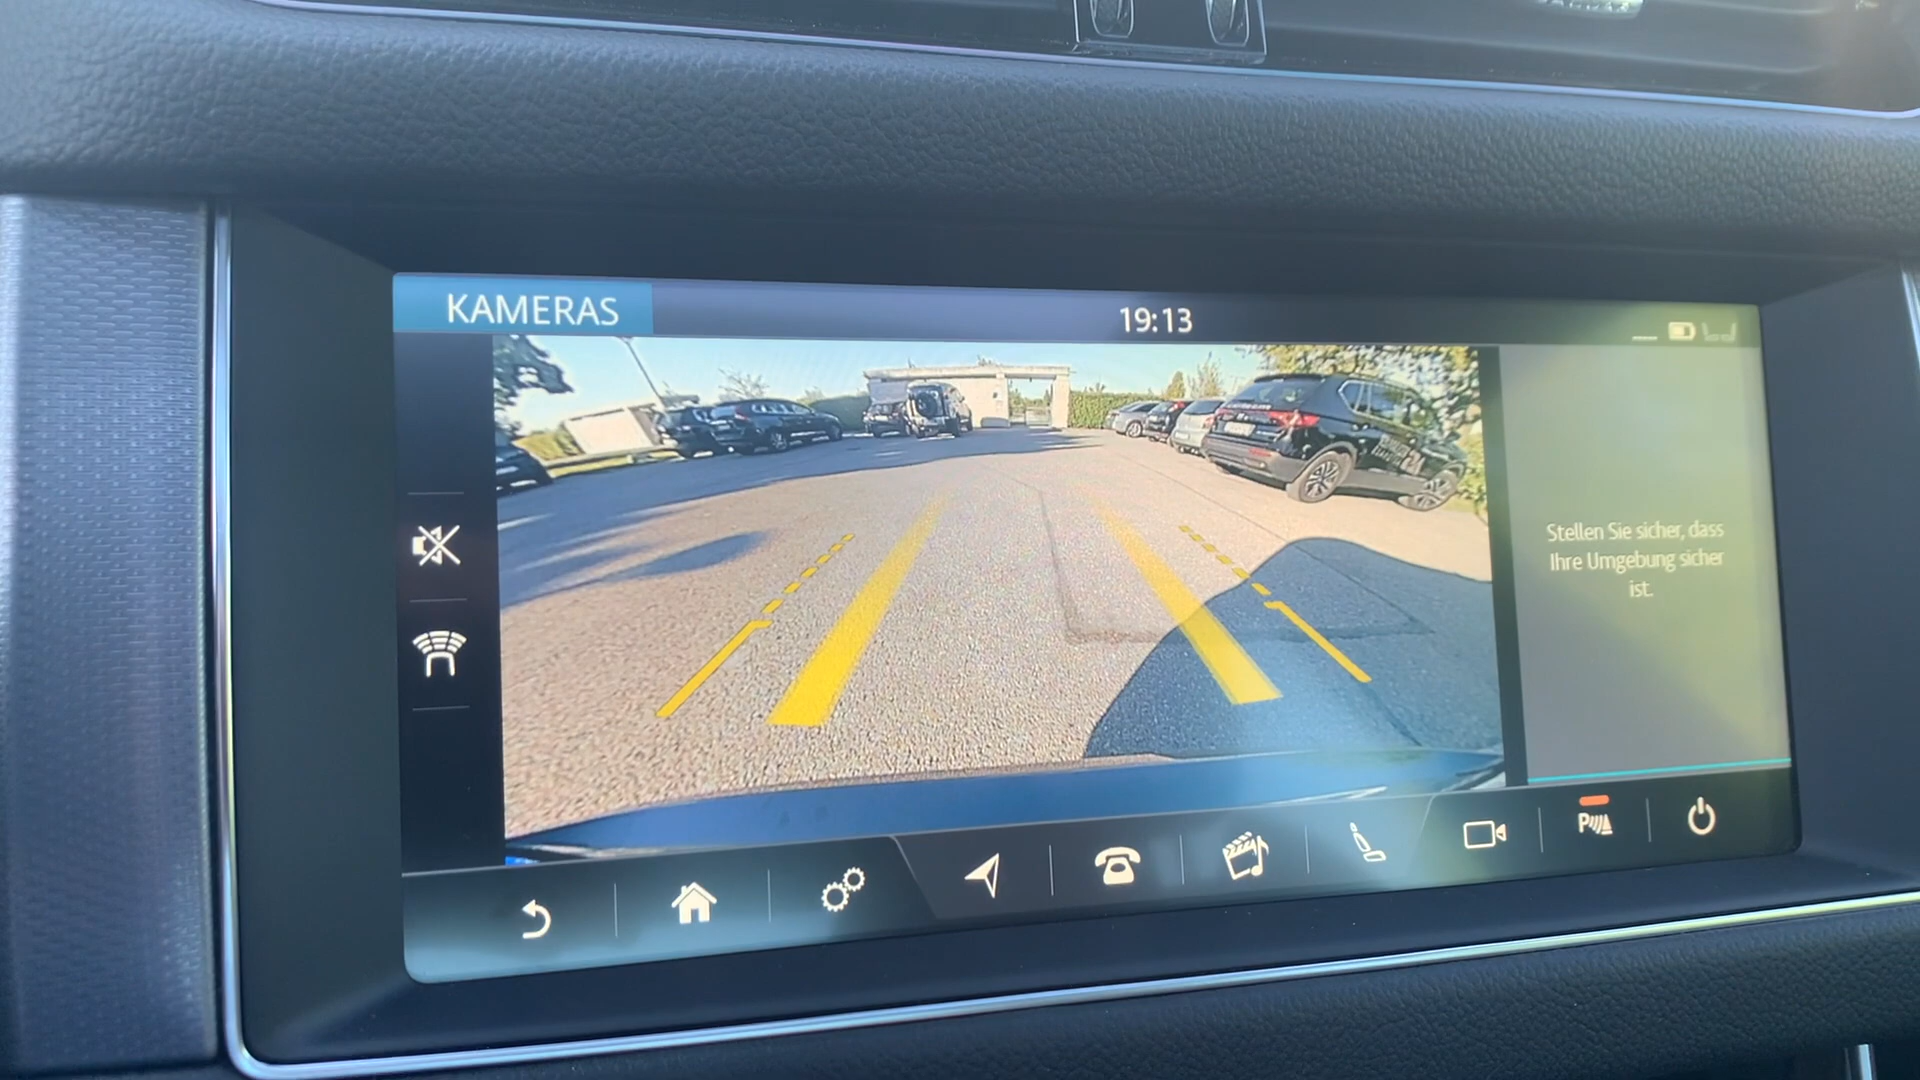 KAMERAS
19:13
Stellen Sie sicher, dass
Ihre Umgebung sicher
ist.
P